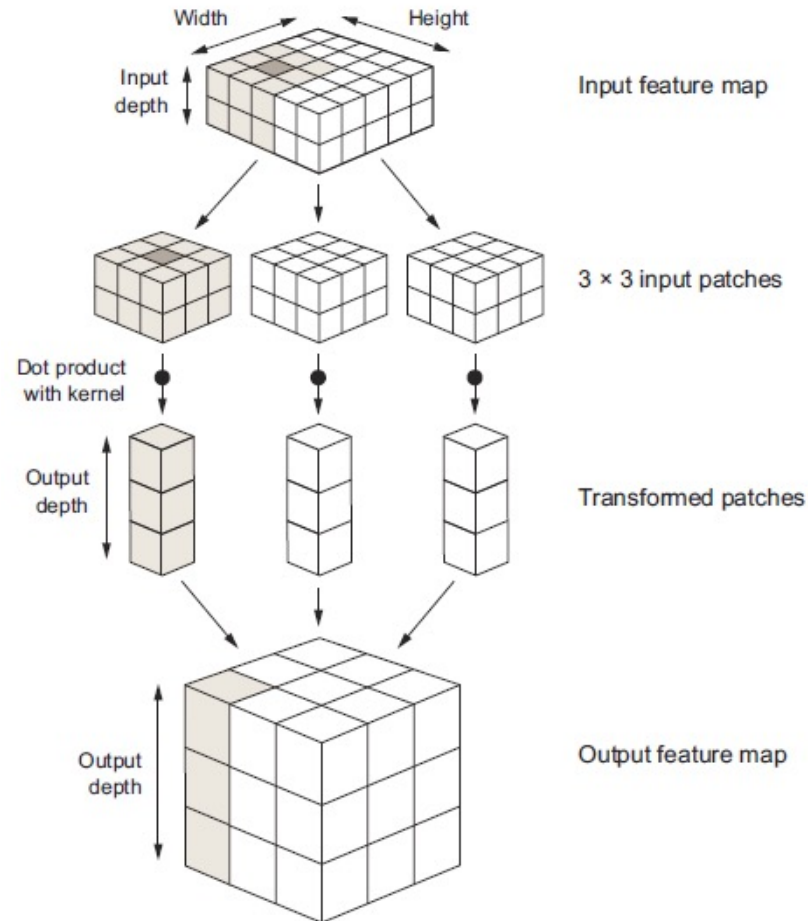 Width
Height
Input
depth
Input feature map
3 × 3 input patches
Dot product
with kernel
Output
depth
Transformed patches
Output
depth
Output feature map